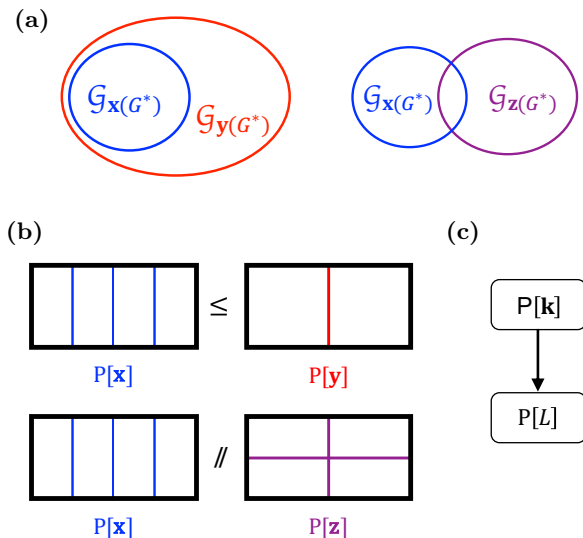 (a)
𝒢𝐱(G*) 𝒢𝐲(G*) 𝒢𝐱(G*) 𝒢𝐳(G*)
(b) (c)
≤
P[𝐱] P[𝐲]
P[𝐤]
P[L]
//
P[𝐱] P[𝐳]